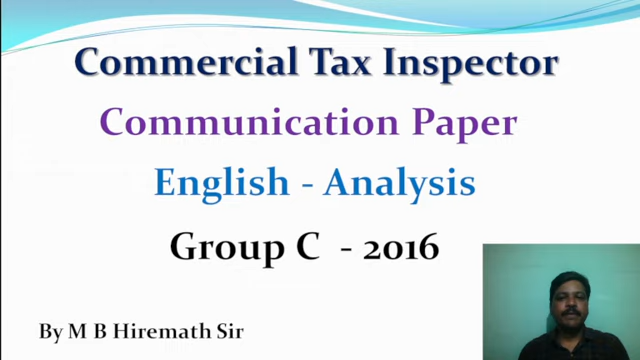 Commercial Tax Inspector
Communication Paper
English - Analysis
Group C - 2016
By M B Hiremath Sir